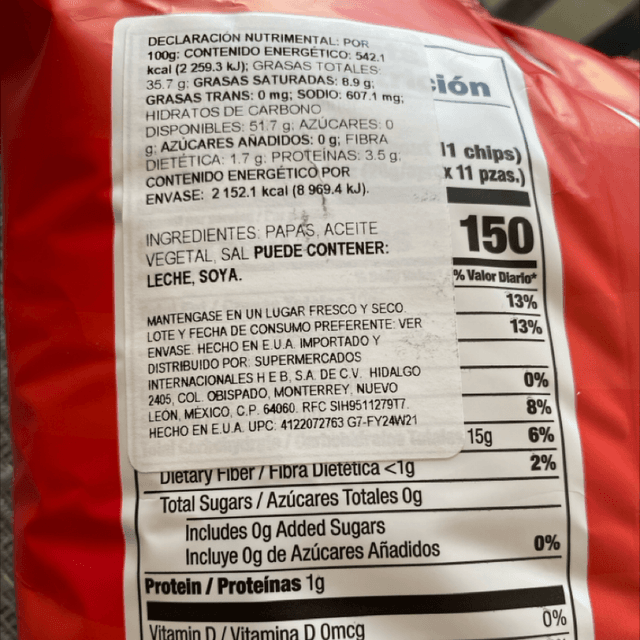 DECLARACIÓN NUTRIMENTAL: POR
100g: CONTENIDO ENERGÉTICO: 542.1
kcal (2 259.3 kJ); GRASAS TOTALES
35.7 g; GRASAS SATURADAS: 8.9 g;
GRASAS TRANS: 0 mg; SODIO: 607.1 mg;
HIDRATOS DE CARBONO
DISPONIBLES: 51.7 g; AZÚCARES: 0
g; AZÚCARES AÑADIDOS: 0 g; FIBRA
DIETÉTICA: 1.7 g; PROTEÍNAS: 3.5 g;
CONTENIDO ENERGÉTICO POR
ENVASE: 2 152.1 kcal (8 969.4 kJ).
INGREDIENTES: PAPAS, ACEITE
VEGETAL, SAL PUEDE CONTENER:
LECHE, SOYA.
MANTENGASE EN UN LUGAR FRESCO Y SECO.
LOTE Y FECHA DE CONSUMO PREFERENTE: VER
ENVASE. HECHO EN E.U.A. IMPORTADO Y
DISTRIBUIDO POR: SUPERMERCADOS
INTERNACIONALES H E B, S.A. DE C.V. HIDALGO
2405, COL. OBISPADO, MONTERREY, NUEVO
LEÓN, MÉXICO, C.P. 64060. RFC SIH9511279T7.
HECHO EN E.U.A. UPC: 4122072763 G7-FY24W21
ión
11 chips)
x 11 pzas.)
150
% Valor Diario*
13%
13%
0%
8%
15g 6%
2%
Dietary Fiber / Fibra Dietética <1g
Total Sugars / Azúcares Totales 0g
Includes 0g Added Sugars
Incluye 0g de Azúcares Añadidos 0%
Protein / Proteínas 1g
Vitamin D / Vitamina D 0mcg 0%